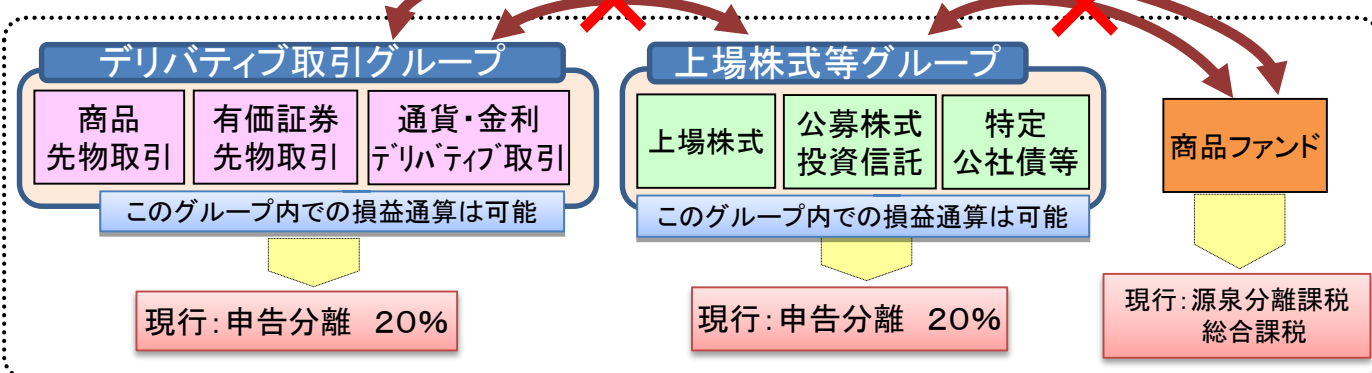 デリバティブ取引グループ
商品
先物取引
有価証券
先物取引
通貨・金利
ﾃﾞﾘﾊﾞﾃｨﾌﾞ取引
このグループ内での損益通算は可能
現行：申告分離　２０％
上場株式等グループ
上場株式
公募株式
投資信託
特定
公社債等
このグループ内での損益通算は可能
現行：申告分離　２０％
商品ファンド
現行：源泉分離課税
総合課税